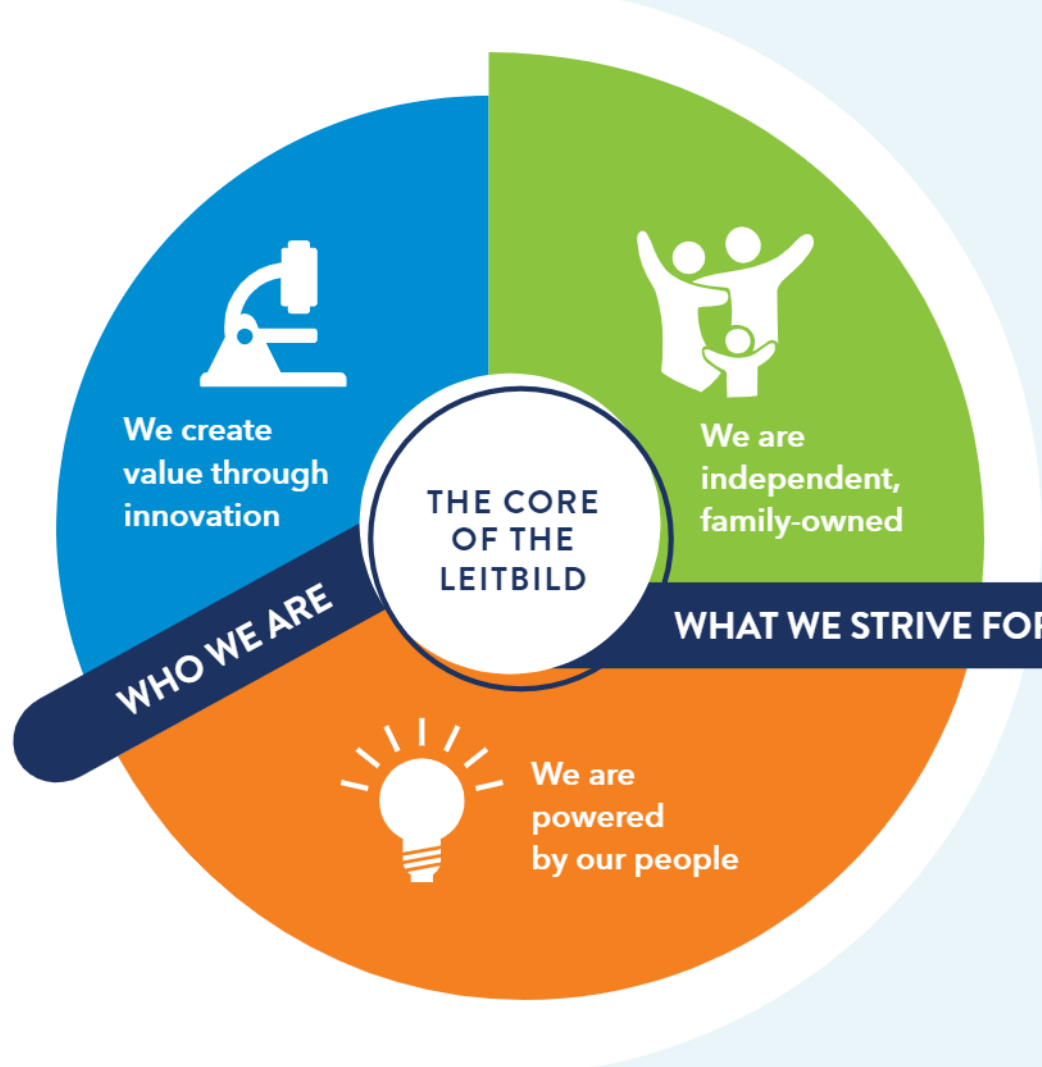 We create
value through
innovation
We are
independent,
family-owned
THE CORE
OF THE
LEITBILD
WHO WE ARE
WHAT WE STRIVE FOR
We are
powered
by our people